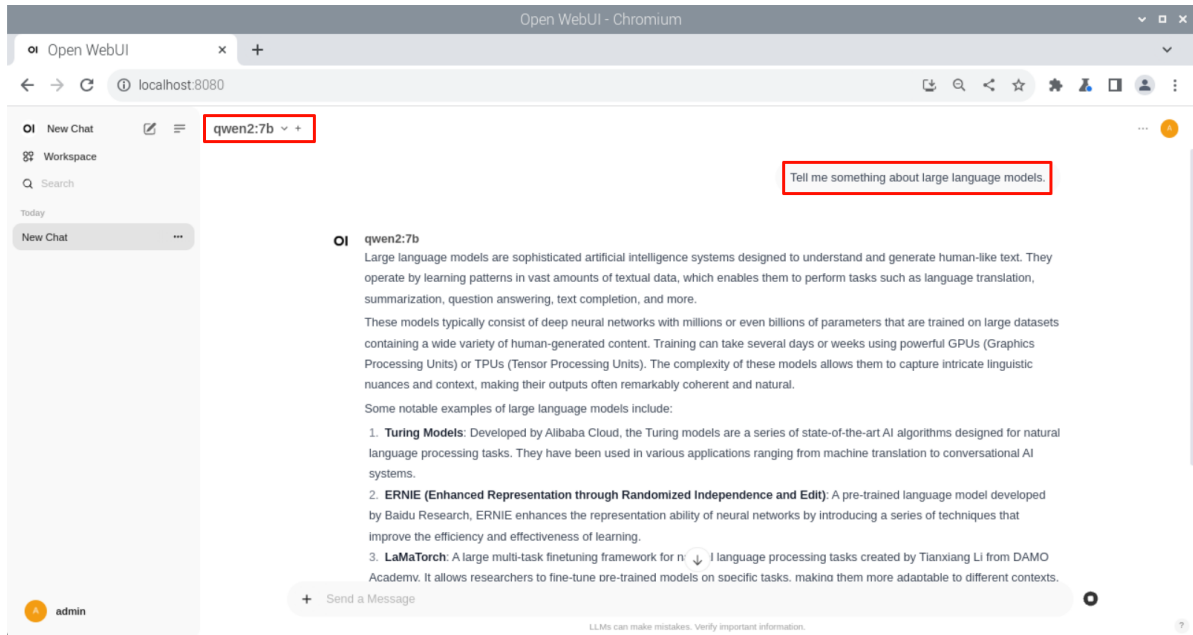 Open WebUI - Chromium
OI Open WebUI
localhost:8080
OI New Chat
Workspace
Search
Today
New Chat
admin
A
qwen2:7b
A
Tell me something about large language models.
OI qwen2:7b
Large language models are sophisticated artificial intelligence systems designed to understand and generate human-like text. They
operate by learning patterns in vast amounts of textual data, which enables them to perform tasks such as language translation,
summarization, question answering, text completion, and more.
These models typically consist of deep neural networks with millions or even billions of parameters that are trained on large datasets
containing a wide variety of human-generated content. Training can take several days or weeks using powerful GPUs (Graphics
Processing Units) or TPUs (Tensor Processing Units). The complexity of these models allows them to capture intricate linguistic
nuances and context, making their outputs often remarkably coherent and natural.
Some notable examples of large language models include:
1. Turing Models: Developed by Alibaba Cloud, the Turing models are a series of state-of-the-art AI algorithms designed for natural
language processing tasks. They have been used in various applications ranging from machine translation to conversational AI
systems.
2. ERNIE (Enhanced Representation through Randomized Independence and Edit): A pre-trained language model developed
by Baidu Research, ERNIE enhances the representation ability of neural networks by introducing a series of techniques that
improve the efficiency and effectiveness of learning.
3. LaMaTorch: A large multi-task finetuning framework for language processing tasks created by Tianxiang Li from DAMO
Academy. It allows researchers to fine-tune pre-trained models on specific tasks, making them more adaptable to different contexts.
Send a Message
LLMs can make mistakes. Verify important information.
?